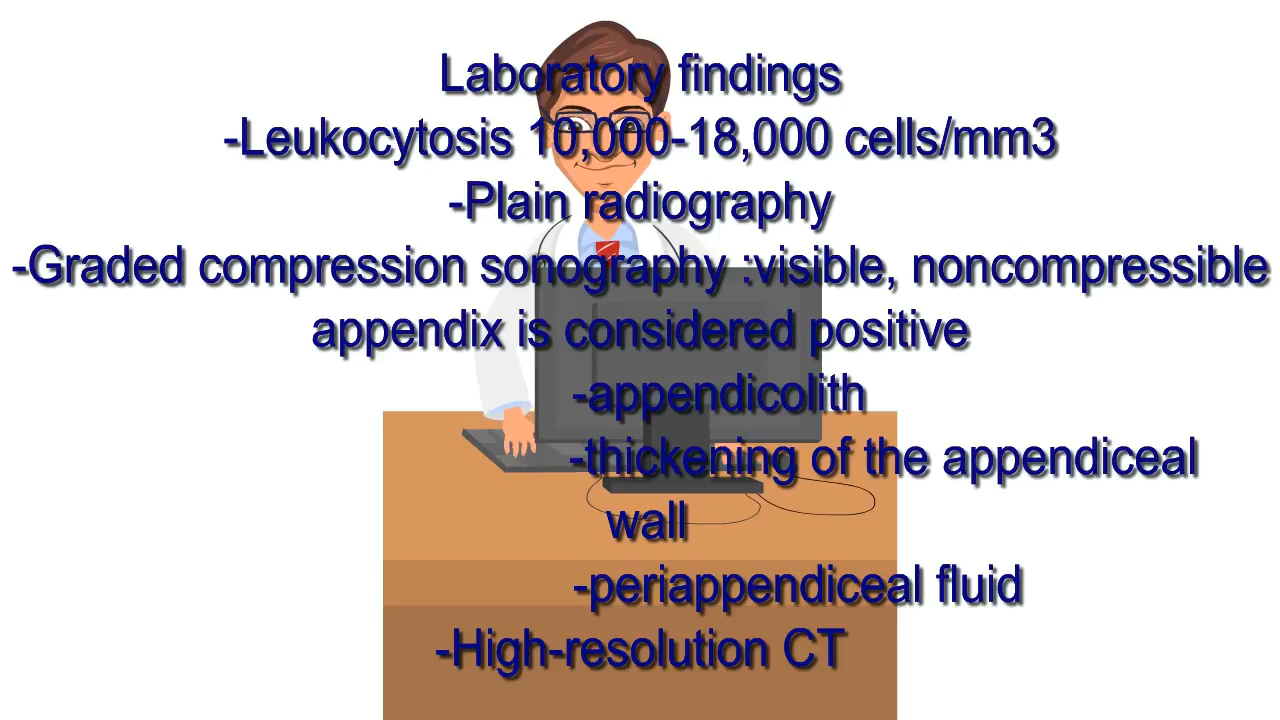 Laboratory findings
-Leukocytosis 10,000-18,000 cells/mm3
-Plain radiography
-Graded compression sonography :visible, noncompressible
appendix is considered positive
-appendicolith
-thickening of the appendiceal
wall
-periappendiceal fluid
-High-resolution CT